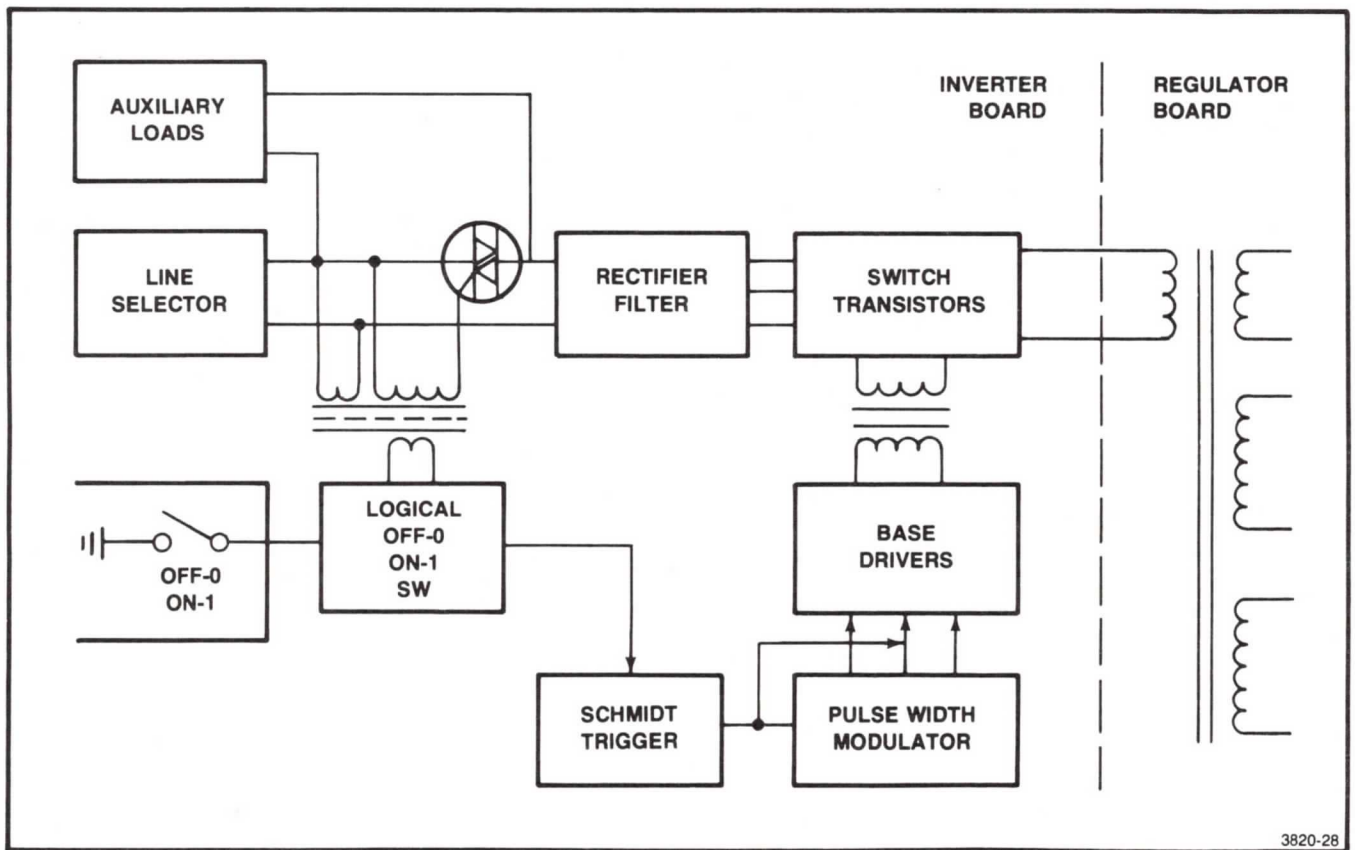 AUXILIARY
LOADS
INVERTER
BOARD
REGULATOR
BOARD
LINE
SELECTOR
RECTIFIER
FILTER
SWITCH
TRANSISTORS
OFF-0
ON-1
LOGICAL
OFF-0
ON-1
SW
BASE
DRIVERS
SCHMIDT
TRIGGER
PULSE WIDTH
MODULATOR
3820-28